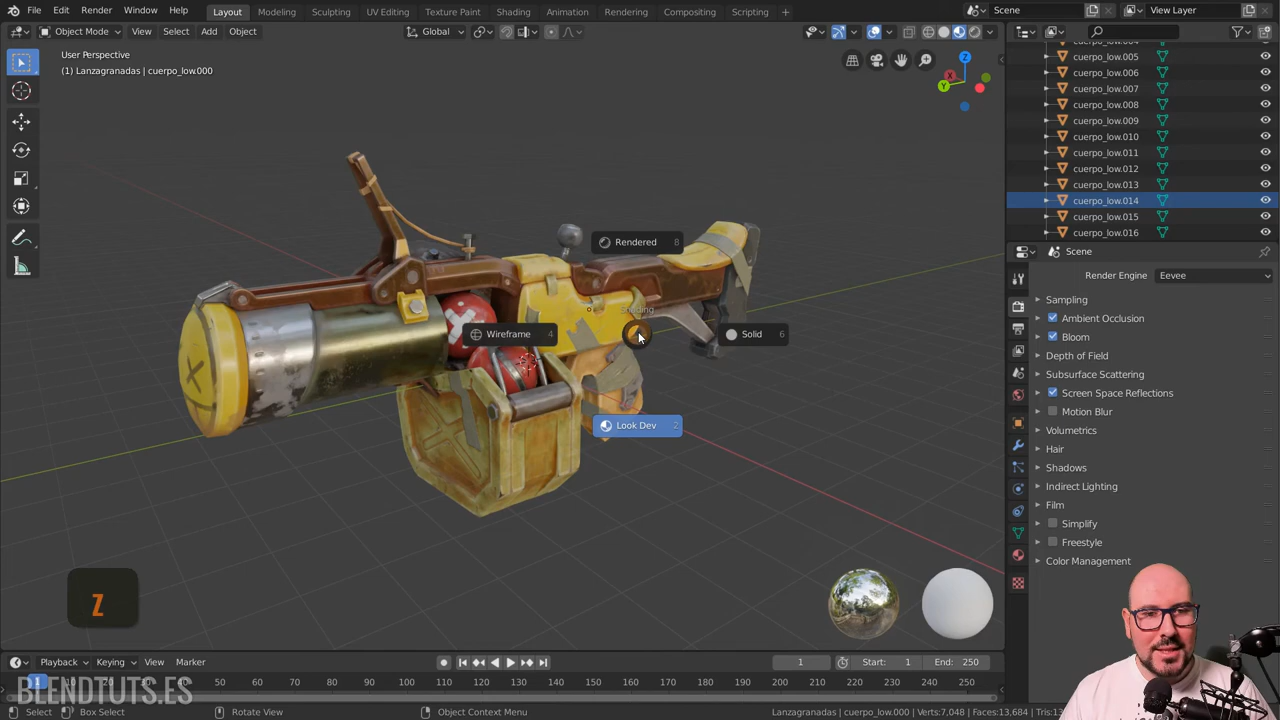 File Edit Render Window Help Layout Modeling Sculpting UV Editing Texture Paint Shading Animation Rendering Compositing Scripting + Scene View Layer
Object Mode View Select Add Object Global
User Perspective
(1) Lanzagranadas | cuerpo_low.000
X
Y
Z
cuerpo_low.005
cuerpo_low.006
cuerpo_low.007
cuerpo_low.008
cuerpo_low.009
cuerpo_low.010
cuerpo_low.011
cuerpo_low.012
cuerpo_low.013
cuerpo_low.014
cuerpo_low.015
cuerpo_low.016
Scene
Render Engine Eevee
Sampling
Ambient Occlusion
Bloom
Depth of Field
Subsurface Scattering
Screen Space Reflections
Motion Blur
Volumetrics
Hair
Shadows
Indirect Lighting
Film
Simplify
Freestyle
Color Management
Rendered 8
Shading
Wireframe 4
Solid 6
Look Dev 2
Z
Playback Keying View Marker 1 Start: 1 End: 250
1 20 30 40 50 60 70 80 90 100 110 120 130 140 150 160 170 180 190 200 210 220 230 240 250
BLENDTUTS.ES
Select Box Select Rotate View Object Context Menu Lanzagranadas | cuerpo_low.000 | Verts:7,048 | Faces:13,684 | Tris:13